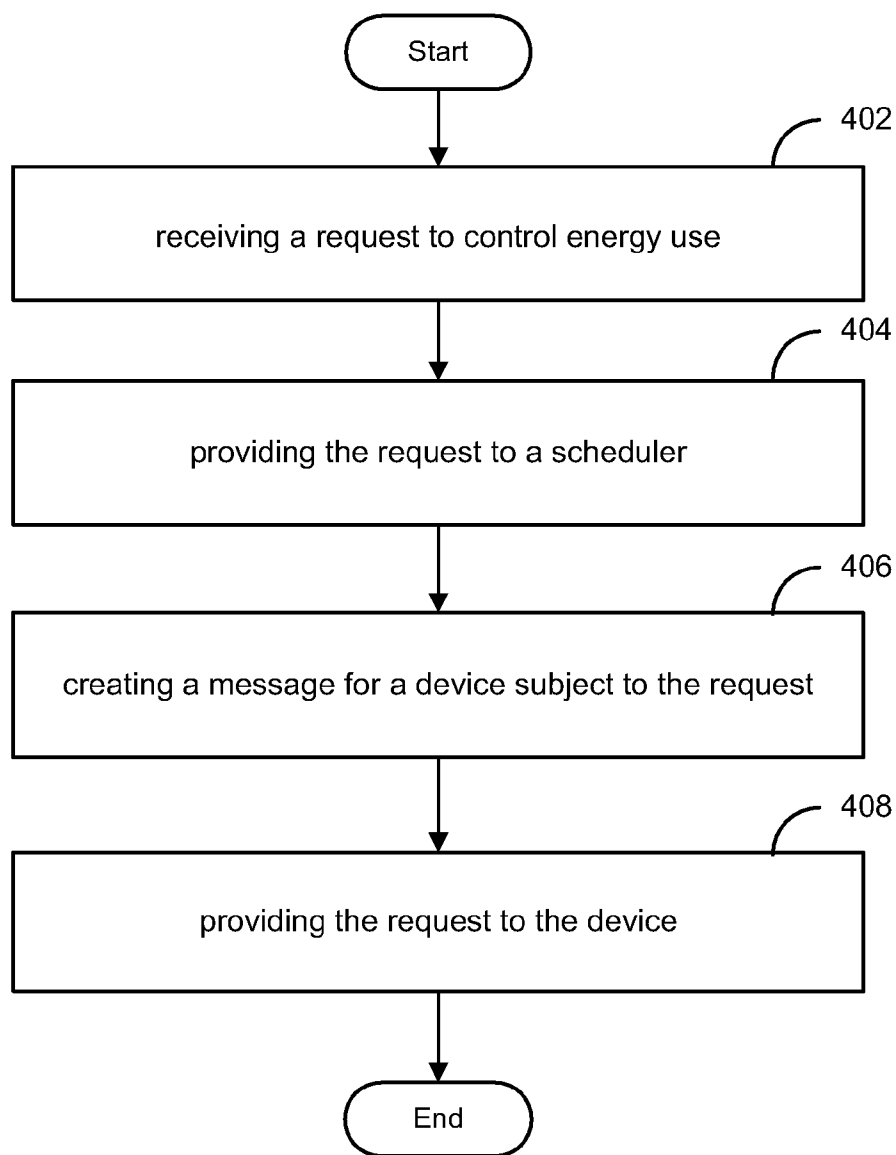 Start
402
receiving a request to control energy use
404
providing the request to a scheduler
406
creating a message for a device subject to the request
408
providing the request to the device
End